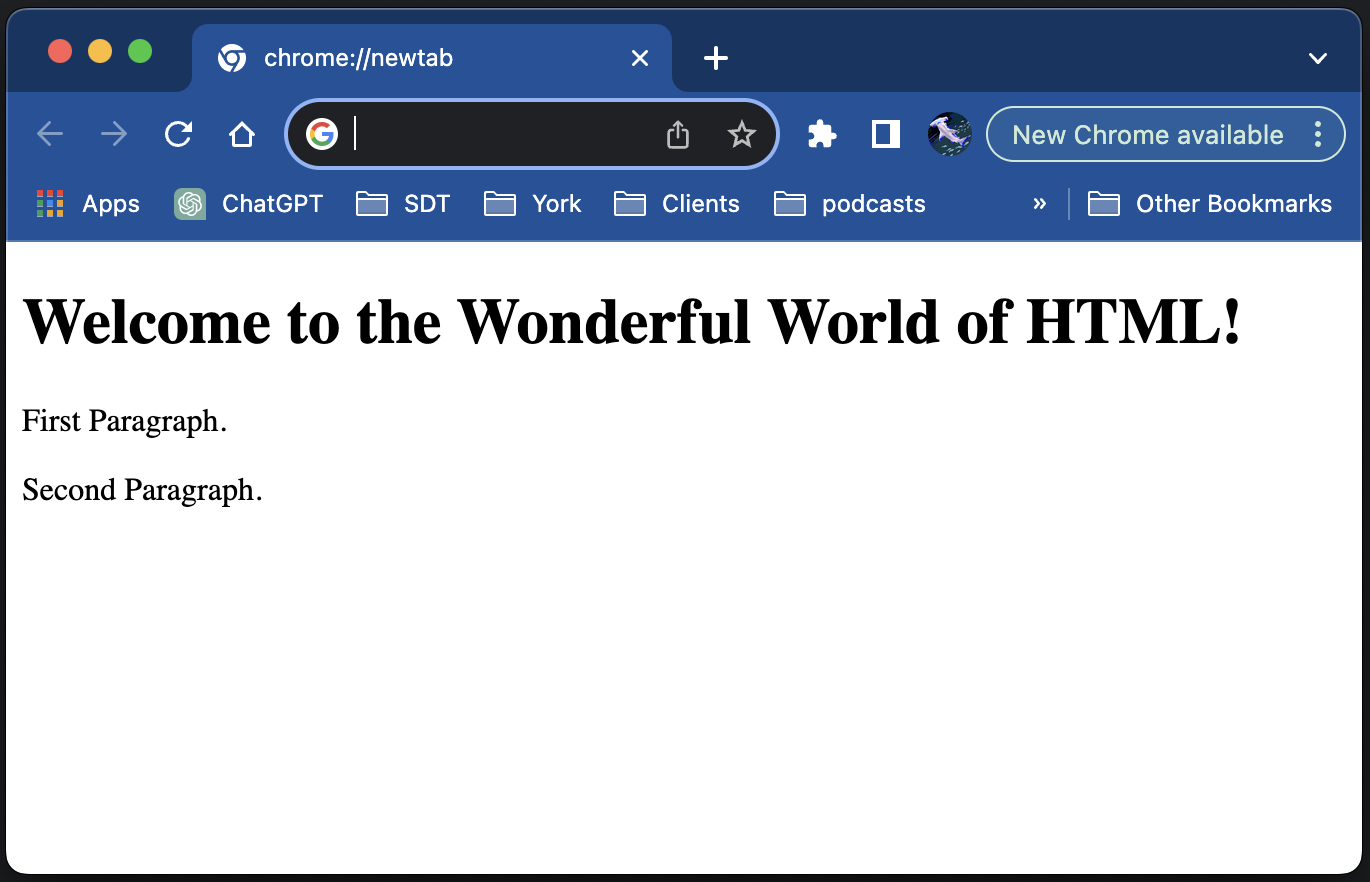 chrome://newtab
New Chrome available
Apps ChatGPT SDT York Clients podcasts » Other Bookmarks
Welcome to the Wonderful World of HTML!
First Paragraph.
Second Paragraph.